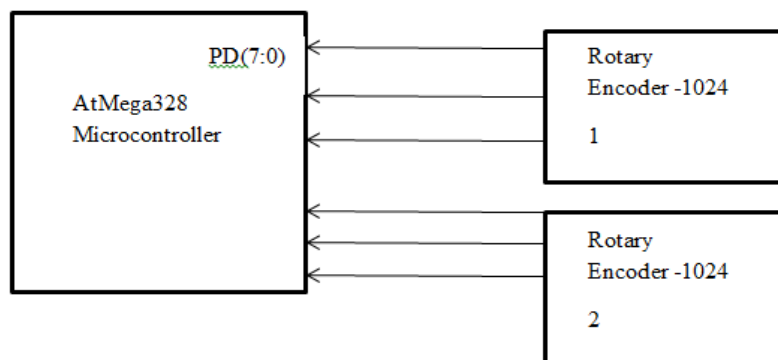 PD(7:0)
AtMega328
Microcontroller
Rotary
Encoder -1024
1
Rotary
Encoder -1024
2